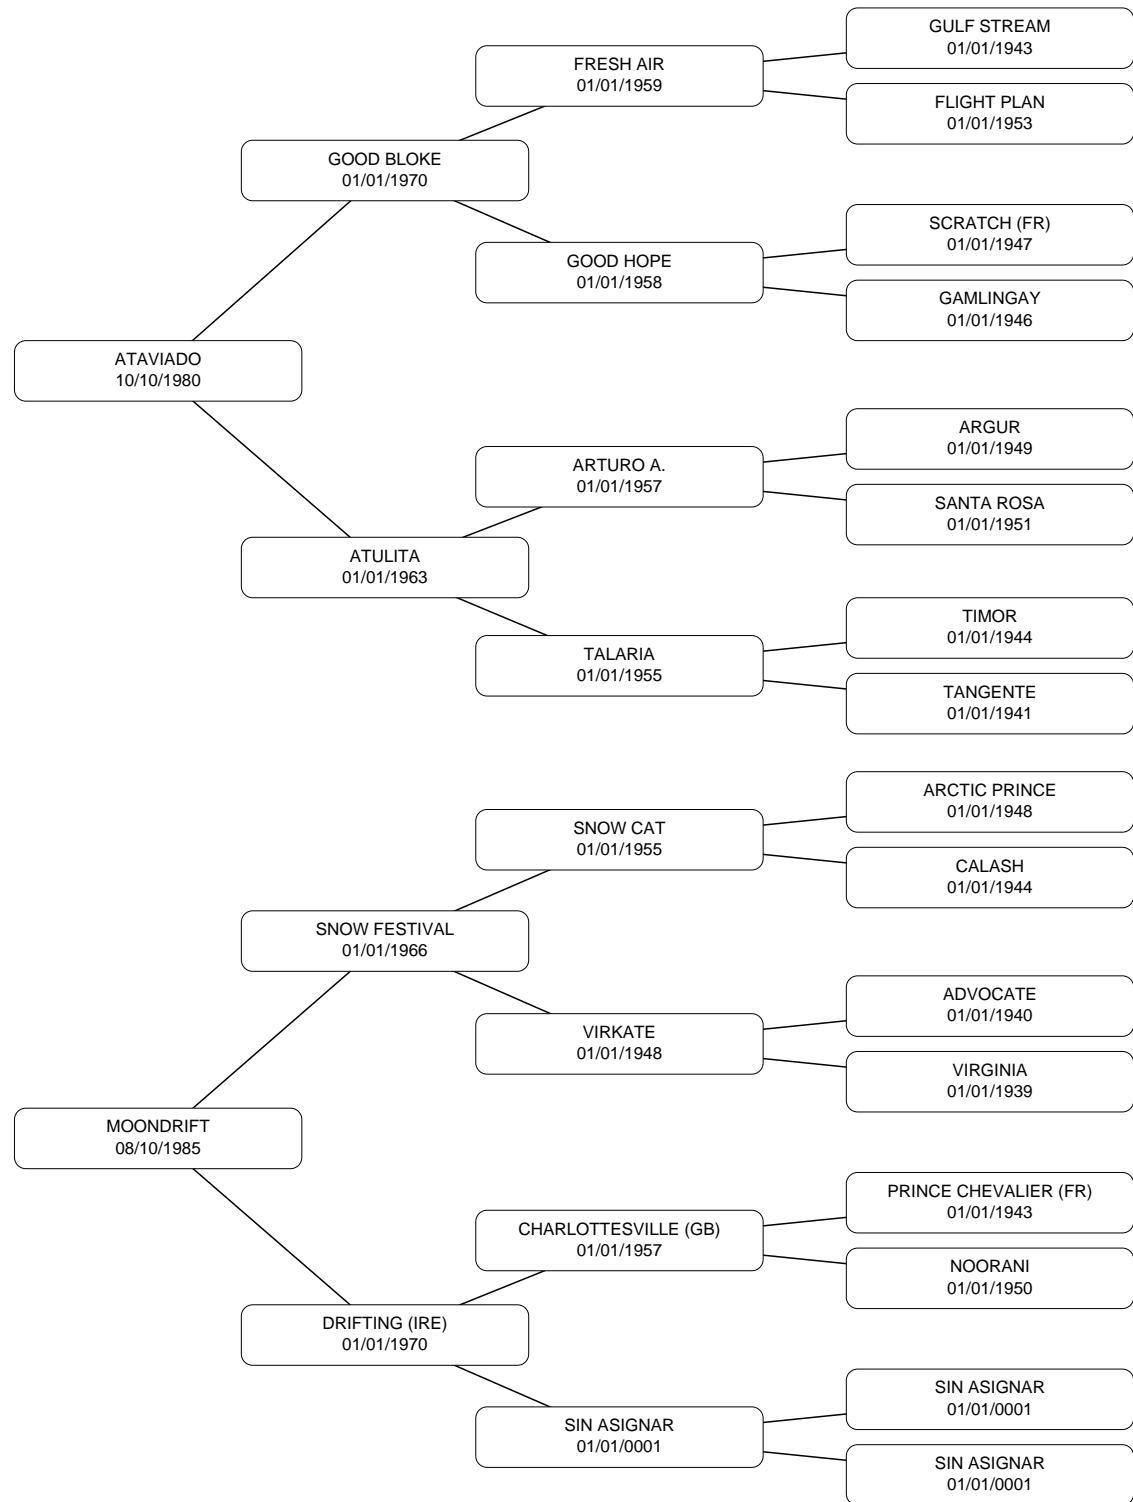 GULF STREAM
01/01/1943
FRESH AIR
01/01/1959
FLIGHT PLAN
01/01/1953
GOOD BLOKE
01/01/1970
SCRATCH (FR)
01/01/1947
GOOD HOPE
01/01/1958
GAMLINGAY
01/01/1946
ATAVIADO
10/10/1980
ARGUR
01/01/1949
ARTURO A.
01/01/1957
SANTA ROSA
01/01/1951
ATULITA
01/01/1963
TIMOR
01/01/1944
TALARIA
01/01/1955
TANGENTE
01/01/1941
ARCTIC PRINCE
01/01/1948
SNOW CAT
01/01/1955
CALASH
01/01/1944
SNOW FESTIVAL
01/01/1966
ADVOCATE
01/01/1940
VIRKATE
01/01/1948
VIRGINIA
01/01/1939
MOONDRIFT
08/10/1985
PRINCE CHEVALIER (FR)
01/01/1943
CHARLOTTESVILLE (GB)
01/01/1957
NOORANI
01/01/1950
DRIFTING (IRE)
01/01/1970
SIN ASIGNAR
01/01/0001
SIN ASIGNAR
01/01/0001
SIN ASIGNAR
01/01/0001